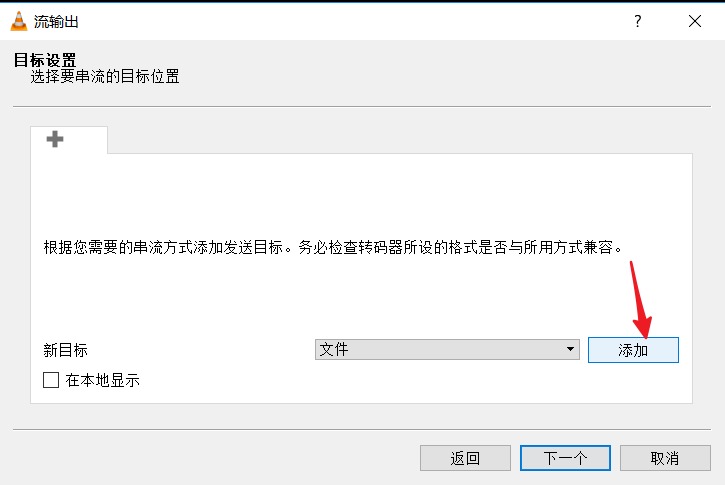 流输出
目标设置
选择要串流的目标位置
根据您需要的串流方式添加发送目标。务必检查转码器所设的格式是否与所用方式兼容。
新目标 文件 添加
在本地显示
返回 下一个 取消